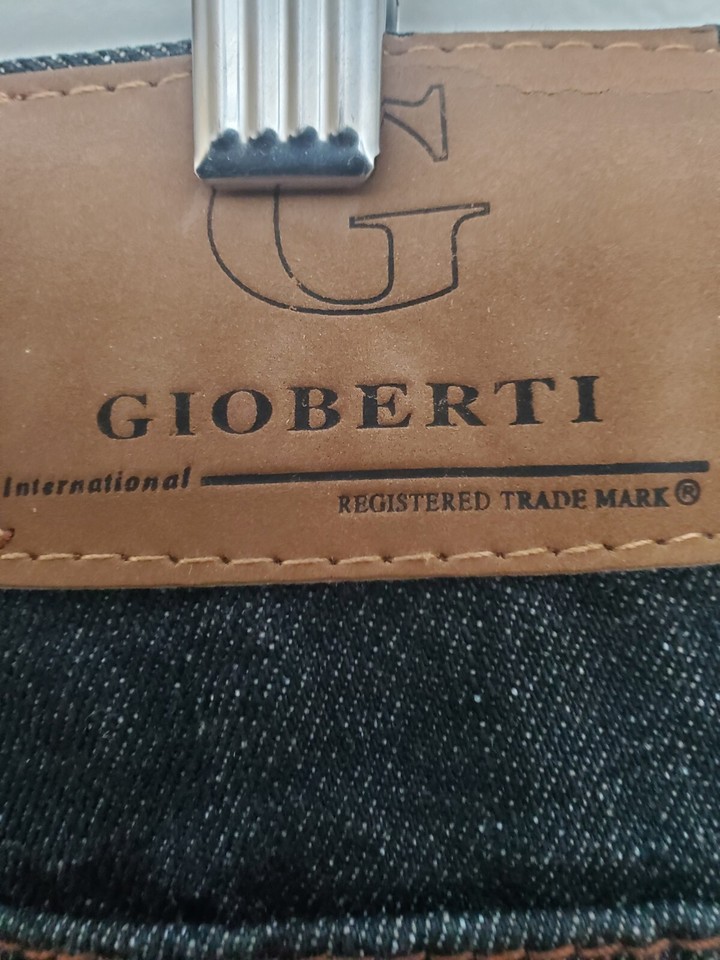 G
GIOBERTI
International
REGISTERED TRADE MARK®